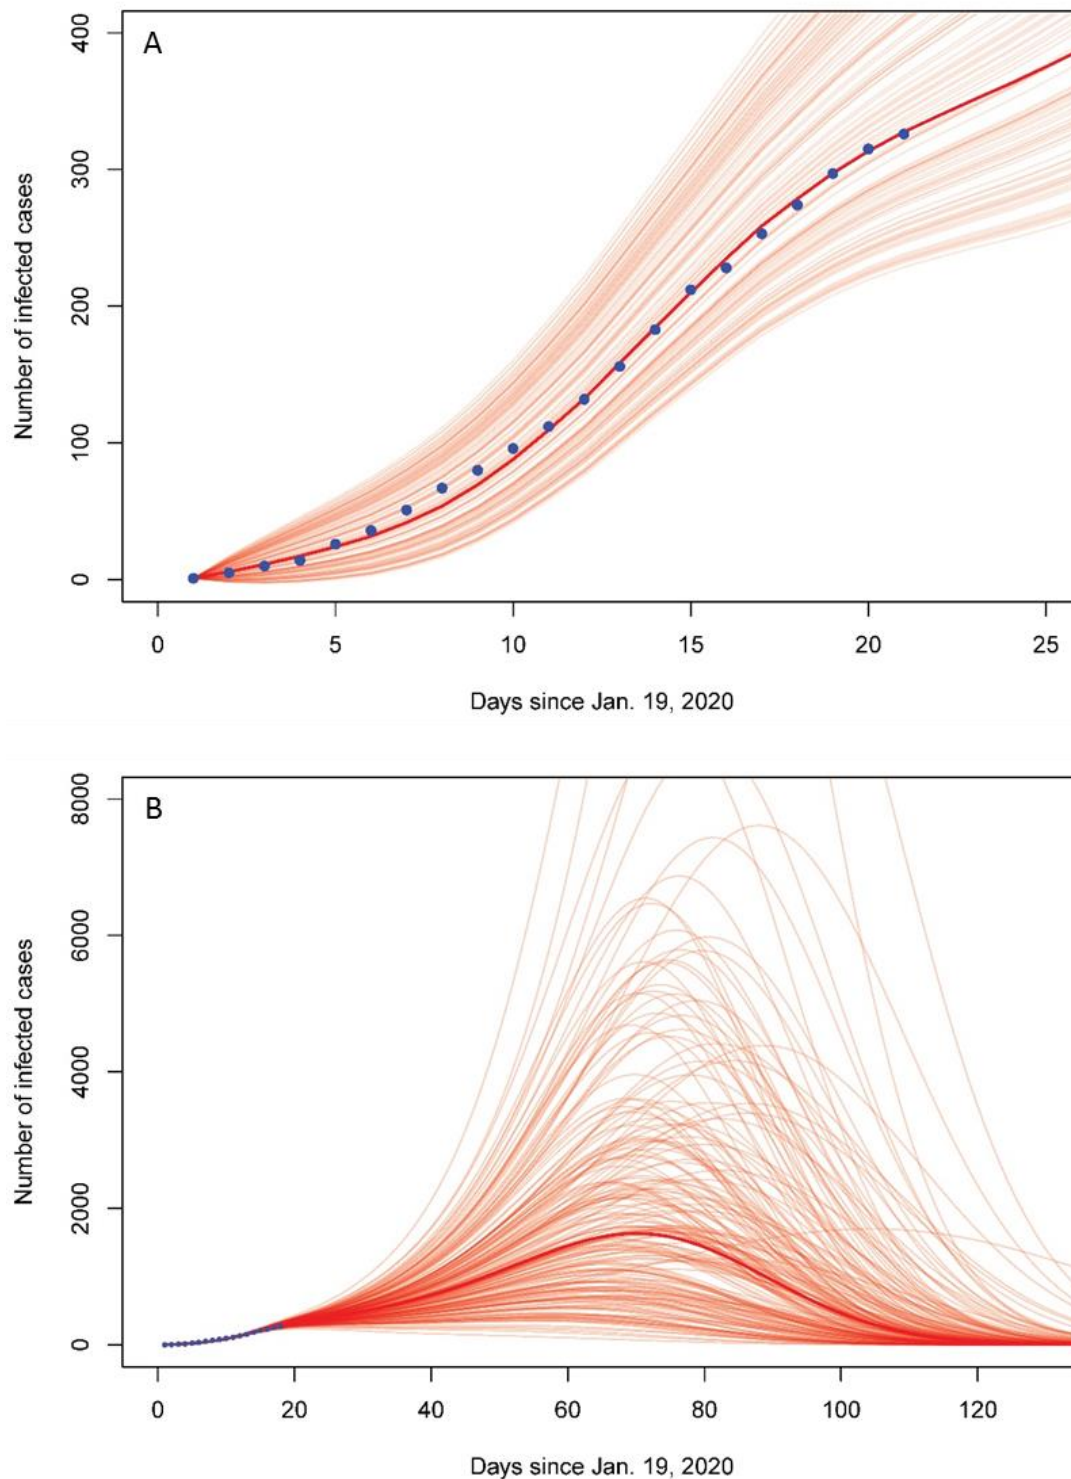 A
400
300
200
100
0
Number of infected cases
0 5 10 15 20 25
Days since Jan. 19, 2020
B
8000
6000
4000
2000
0
Number of infected cases
0 20 40 60 80 100 120
Days since Jan. 19, 2020